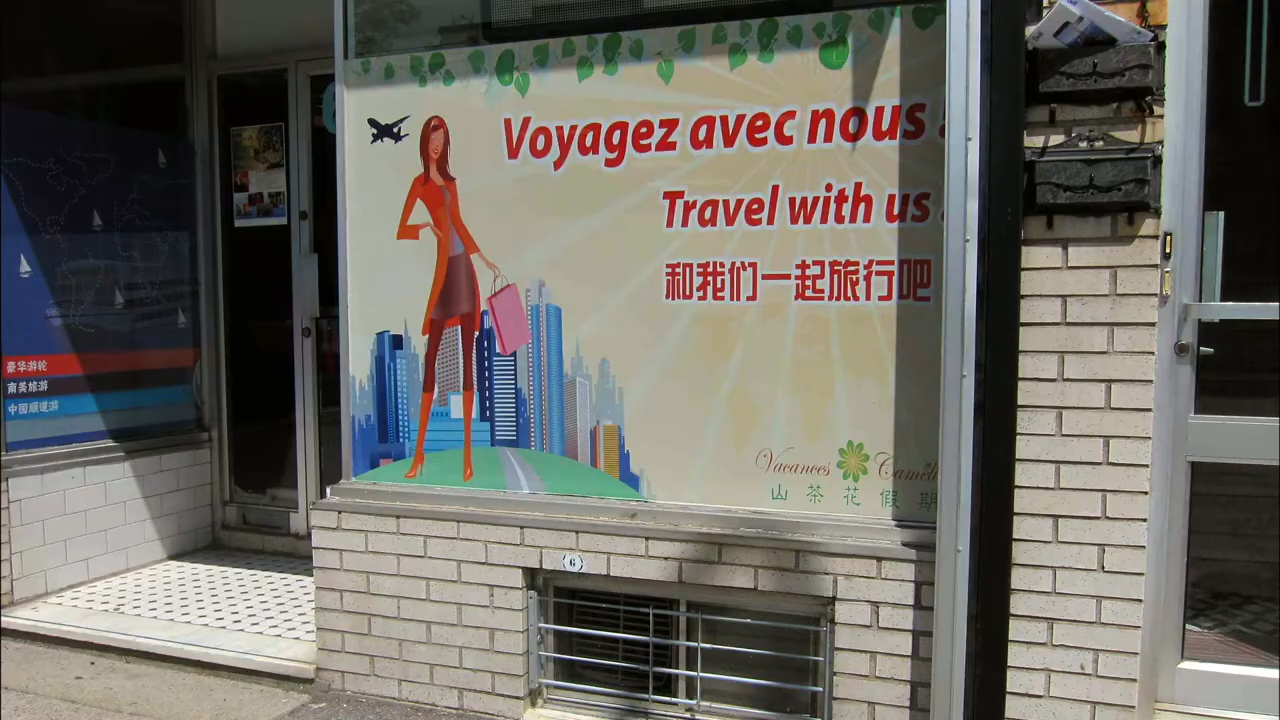 Voyagez avec nous !
Travel with us !
和我们一起旅行吧
豪华游轮
南美旅游
中国顺道游
Vacances Camelli
山茶花假期
6